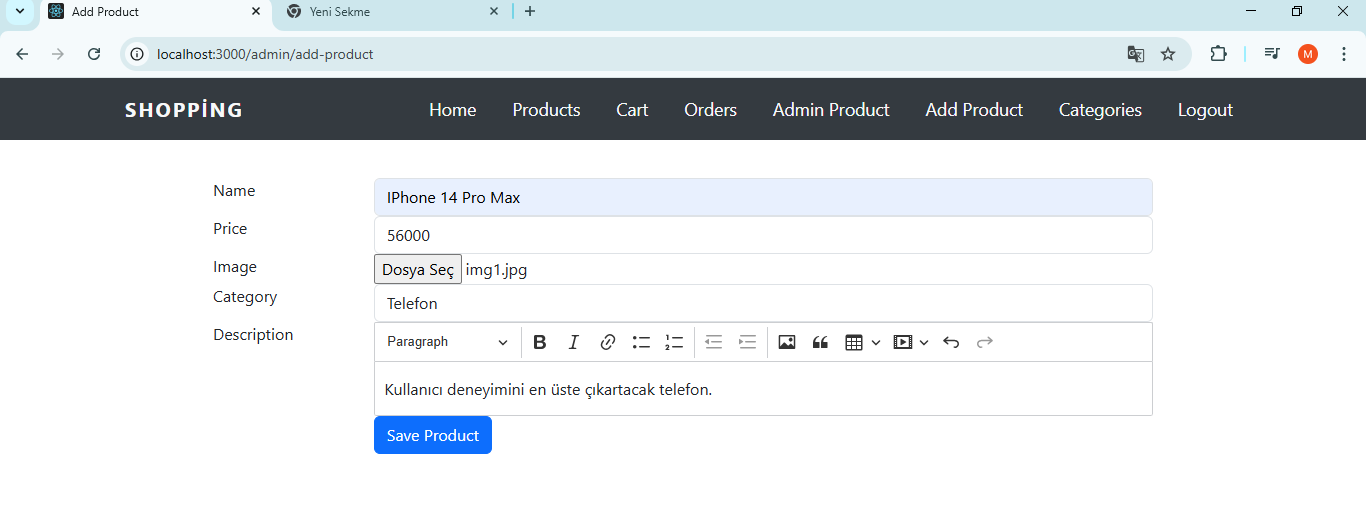 Add Product
Yeni Sekme
localhost:3000/admin/add-product
M
SHOPPİNG
Home Products Cart Orders Admin Product Add Product Categories Logout
Name
IPhone 14 Pro Max
Price
56000
Image
Dosya Seç img1.jpg
Category
Telefon
Description
Paragraph
Kullanıcı deneyimini en üste çıkartacak telefon.
Save Product